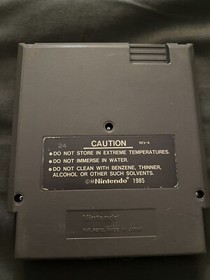 24 CAUTION REV-A
•DO NOT STORE IN EXTREME TEMPERATURES.
•DO NOT IMMERSE IN WATER.
•DO NOT CLEAN WITH BENZENE, THINNER,
ALCOHOL OR OTHER SUCH SOLVENTS.
©®Nintendo® 1985
Nintendo